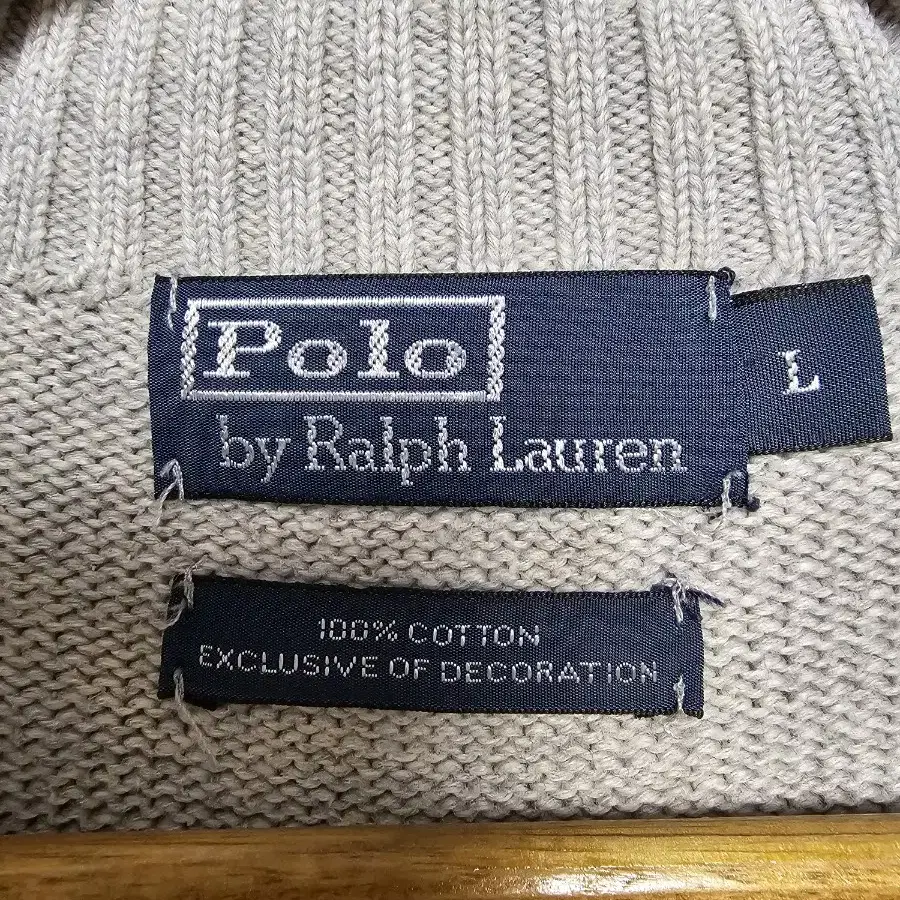 Polo
by Ralph Lauren
L
100% COTTON
EXCLUSIVE OF DECORATION